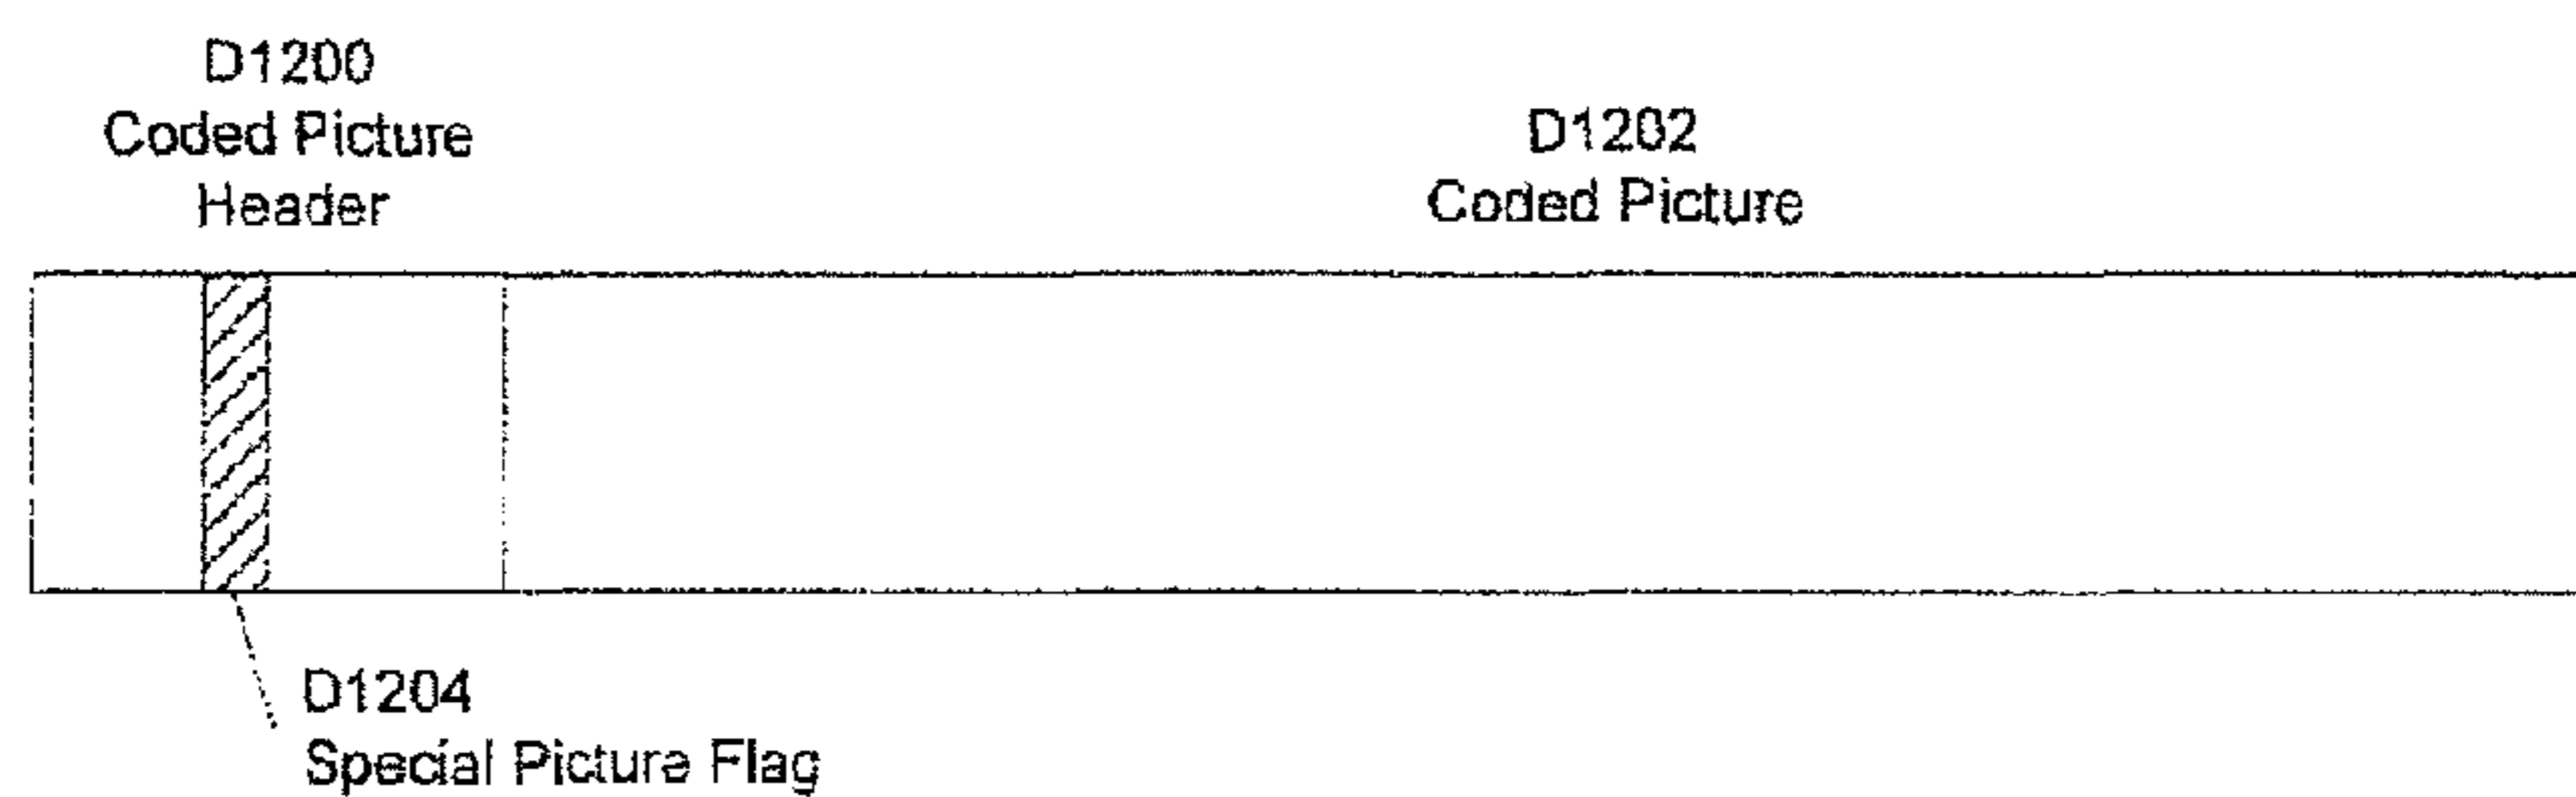 D1200
Coded Picture
Header
D1202
Coded Picture
D1204
Special Picture Flag